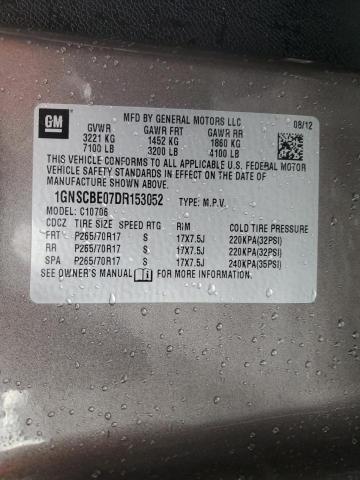 GM
MFD BY GENERAL MOTORS LLC 08/12
GVWR GAWR FRT GAWR RR
3221 KG 1452 KG 1860 KG
7100 LB 3200 LB 4100 LB
THIS VEHICLE CONFORMS TO ALL APPLICABLE U.S. FEDERAL MOTOR
VEHICLE SAFETY STANDARDS IN EFFECT ON THE DATE OF
MANUFACTURE SHOWN ABOVE.
1GNSCBE07DR153052 TYPE: M.P.V.
MODEL: C10706
CDCZ TIRE SIZE SPEED RTG RIM COLD TIRE PRESSURE
FRT P265/70R17 S 17X7.5J 220KPA(32PSI)
RR P265/70R17 S 17X7.5J 220KPA(32PSI)
SPA P265/70R17 S 17X7.5J 240KPA(35PSI)
SEE OWNER'S MANUAL FOR MORE INFORMATION.